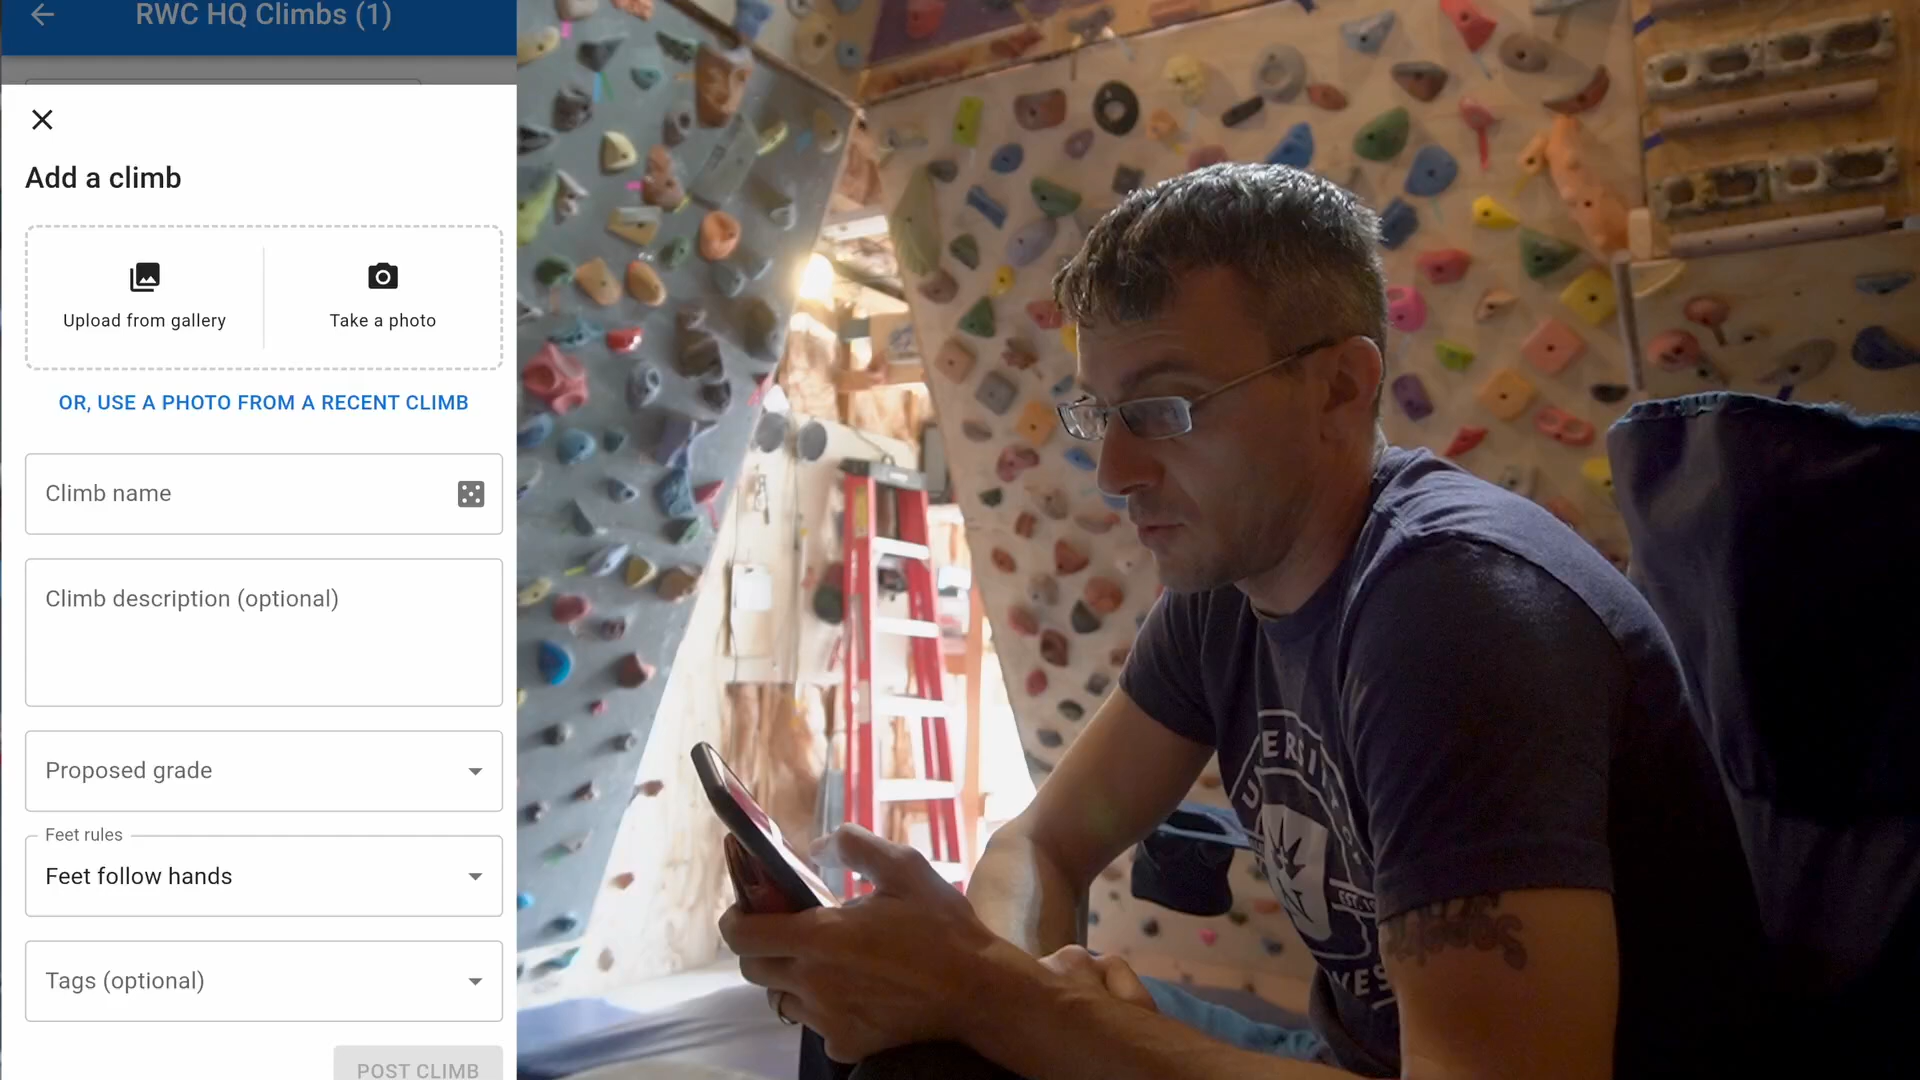 RWC HQ Climbs (1)
Add a climb
Upload from gallery
Take a photo
OR, USE A PHOTO FROM A RECENT CLIMB
Climb name
Climb description (optional)
Proposed grade
Feet rules
Feet follow hands
Tags (optional)
POST CLIMB